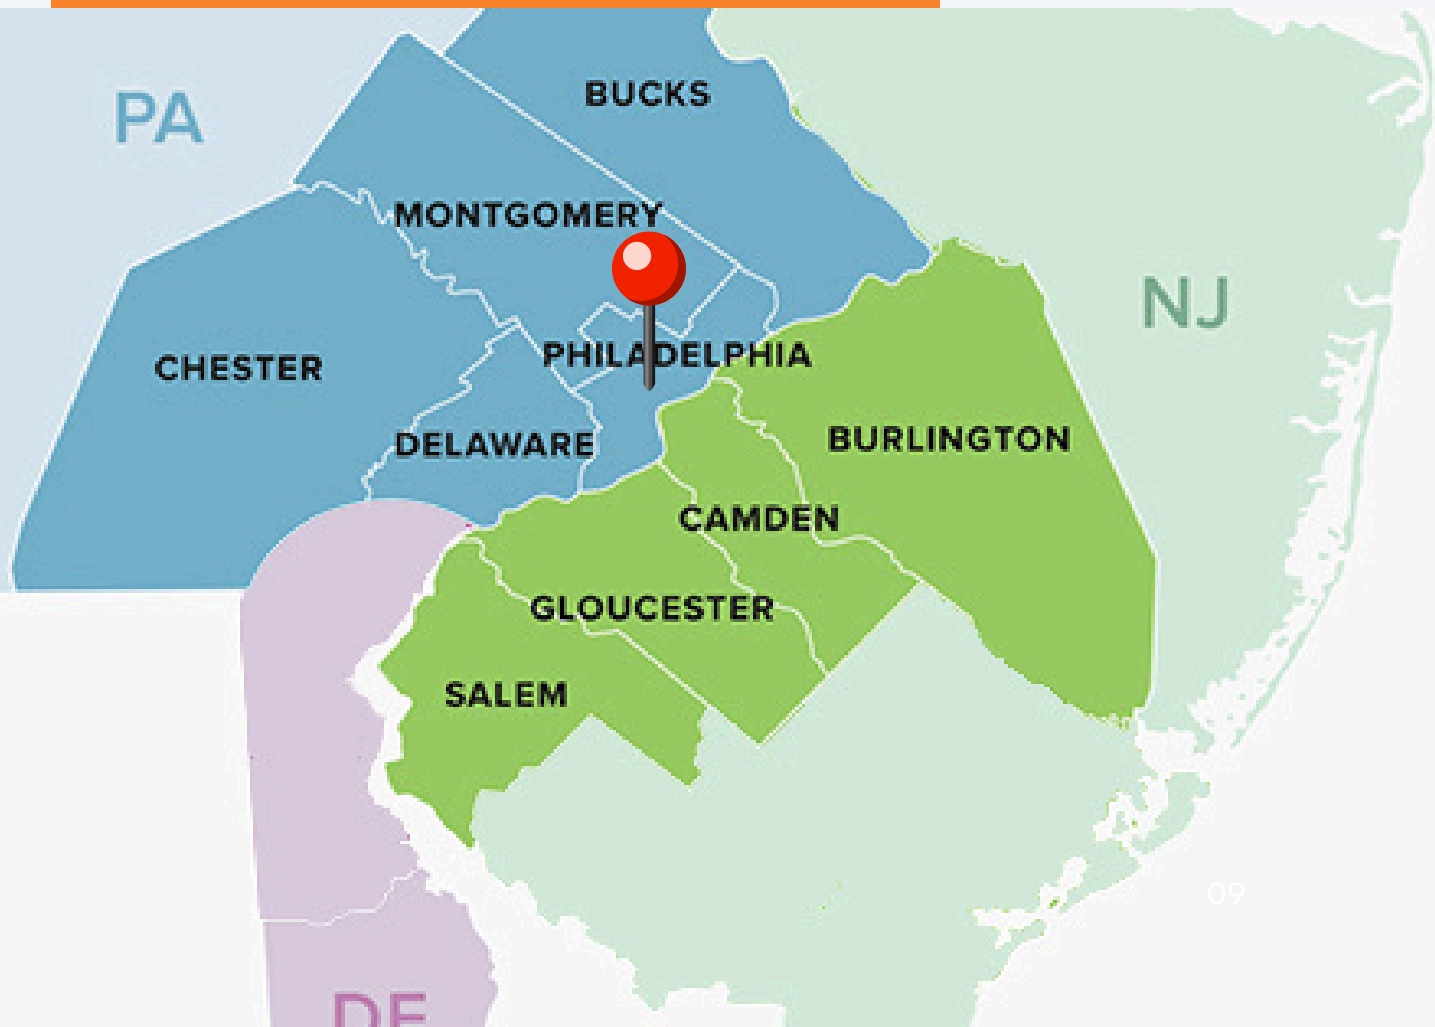 BUCKS
PA
MONTGOMERY
NJ
PHILADELPHIA
CHESTER
BURLINGTON
DELAWARE
CAMDEN
GLOUCESTER
SALEM
09
DE